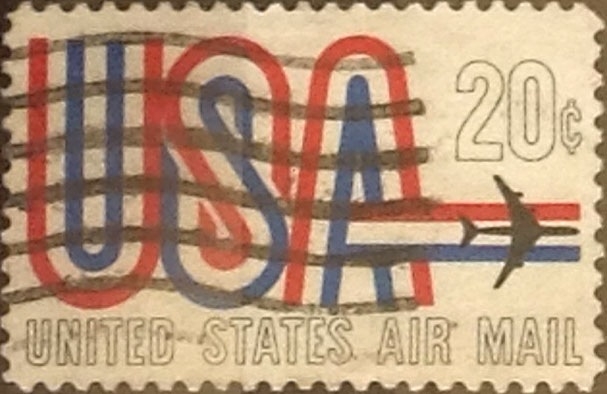 USA
20¢
UNITED STATES AIR MAIL